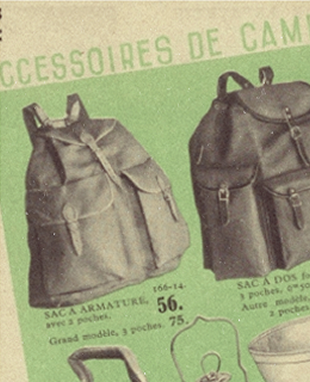 CCESSOIRES DE CAM
166-14.
SAC A ARMATURE, 56.
avec 2 poches.
Grand modèle, 3 poches. 75.
SAC A DOS
3 poches, 0m50
Autre modèle,
2 poches.